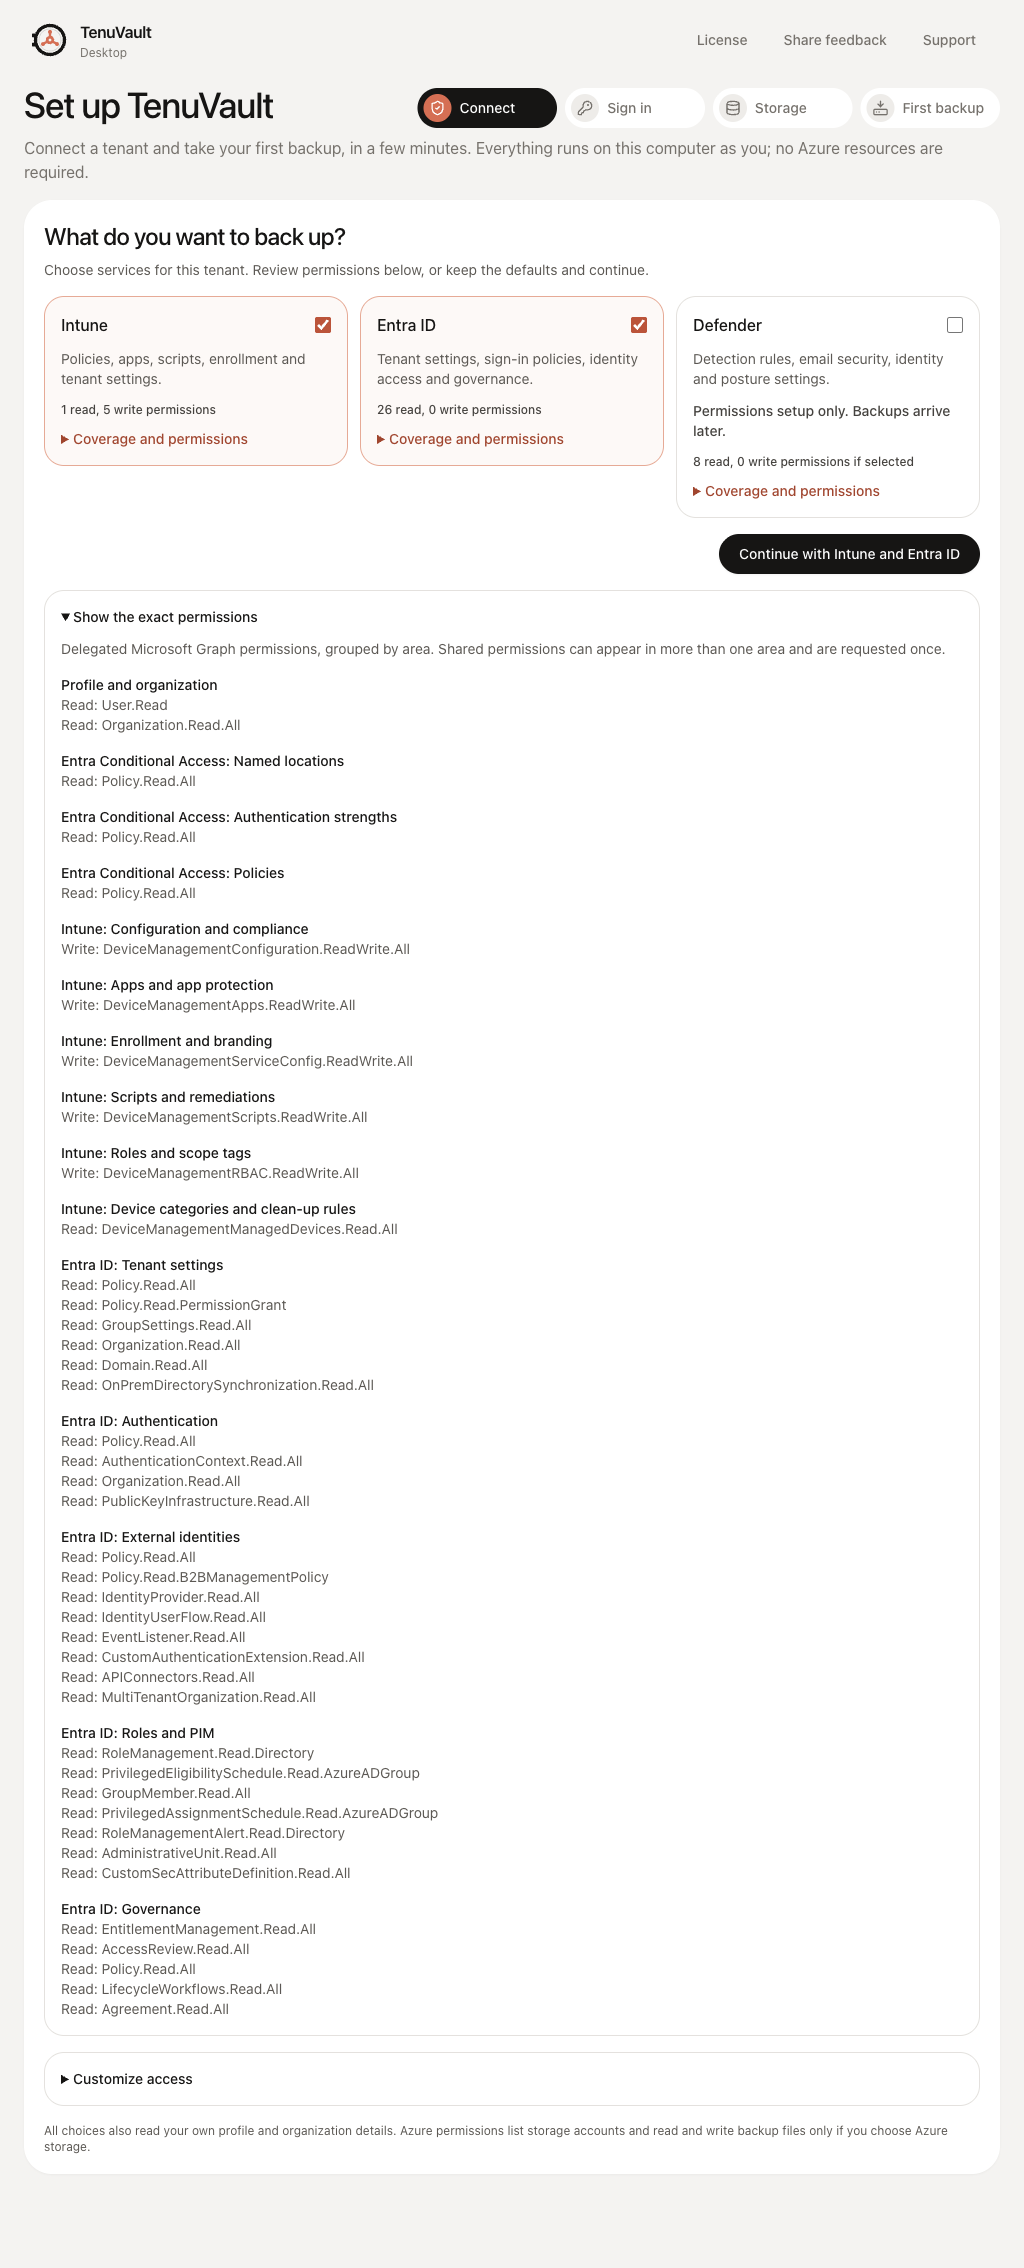 TenuVault
Desktop
License
Share feedback
Support
Set up TenuVault
Connect
Sign in
Storage
First backup
Connect a tenant and take your first backup, in a few minutes. Everything runs on this computer as you; no Azure resources are
required.
What do you want to back up?
Choose services for this tenant. Review permissions below, or keep the defaults and continue.
Intune
Policies, apps, scripts, enrollment and
tenant settings.
1 read, 5 write permissions
Coverage and permissions
Entra ID
Tenant settings, sign-in policies, identity
access and governance.
26 read, 0 write permissions
Coverage and permissions
Defender
Detection rules, email security, identity
and posture settings.
Permissions setup only. Backups arrive
later.
8 read, 0 write permissions if selected
Coverage and permissions
Continue with Intune and Entra ID
Show the exact permissions
Delegated Microsoft Graph permissions, grouped by area. Shared permissions can appear in more than one area and are requested once.
Profile and organization
Read: User.Read
Read: Organization.Read.All
Entra Conditional Access: Named locations
Read: Policy.Read.All
Entra Conditional Access: Authentication strengths
Read: Policy.Read.All
Entra Conditional Access: Policies
Read: Policy.Read.All
Intune: Configuration and compliance
Write: DeviceManagementConfiguration.ReadWrite.All
Intune: Apps and app protection
Write: DeviceManagementApps.ReadWrite.All
Intune: Enrollment and branding
Write: DeviceManagementServiceConfig.ReadWrite.All
Intune: Scripts and remediations
Write: DeviceManagementScripts.ReadWrite.All
Intune: Roles and scope tags
Write: DeviceManagementRBAC.ReadWrite.All
Intune: Device categories and clean-up rules
Read: DeviceManagementManagedDevices.Read.All
Entra ID: Tenant settings
Read: Policy.Read.All
Read: Policy.Read.PermissionGrant
Read: GroupSettings.Read.All
Read: Organization.Read.All
Read: Domain.Read.All
Read: OnPremDirectorySynchronization.Read.All
Entra ID: Authentication
Read: Policy.Read.All
Read: AuthenticationContext.Read.All
Read: Organization.Read.All
Read: PublicKeyInfrastructure.Read.All
Entra ID: External identities
Read: Policy.Read.All
Read: Policy.Read.B2BManagementPolicy
Read: IdentityProvider.Read.All
Read: IdentityUserFlow.Read.All
Read: EventListener.Read.All
Read: CustomAuthenticationExtension.Read.All
Read: APIConnectors.Read.All
Read: MultiTenantOrganization.Read.All
Entra ID: Roles and PIM
Read: RoleManagement.Read.Directory
Read: PrivilegedEligibilitySchedule.Read.AzureADGroup
Read: GroupMember.Read.All
Read: PrivilegedAssignmentSchedule.Read.AzureADGroup
Read: RoleManagementAlert.Read.Directory
Read: AdministrativeUnit.Read.All
Read: CustomSecAttributeDefinition.Read.All
Entra ID: Governance
Read: EntitlementManagement.Read.All
Read: AccessReview.Read.All
Read: Policy.Read.All
Read: LifecycleWorkflows.Read.All
Read: Agreement.Read.All
Customize access
All choices also read your own profile and organization details. Azure permissions list storage accounts and read and write backup files only if you choose Azure
storage.